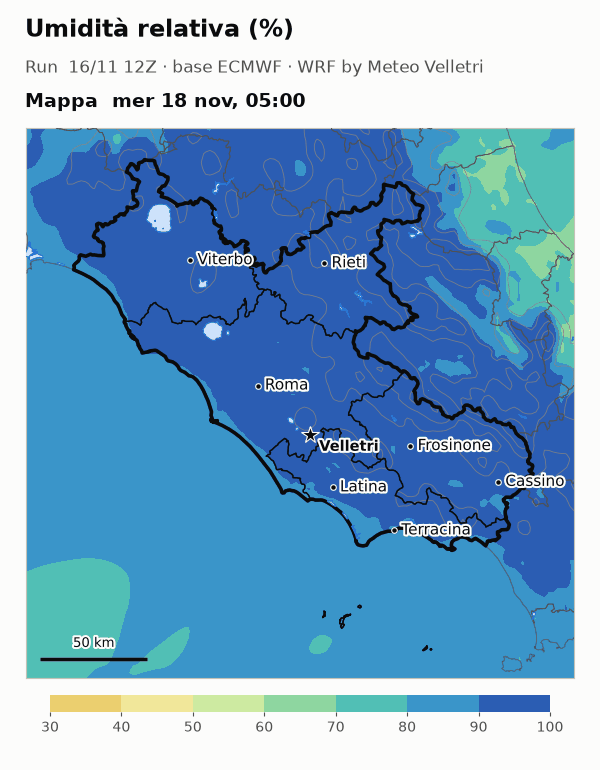 Umidità relativa (%)
Run  16/11 12Z · base ECMWF · WRF by Meteo Velletri
Mappa  mer 18 nov, 05:00
Viterbo
Rieti
Roma
Velletri
Frosinone
Cassino
Latina
Terracina
50 km
30 40 50 60 70 80 90 100